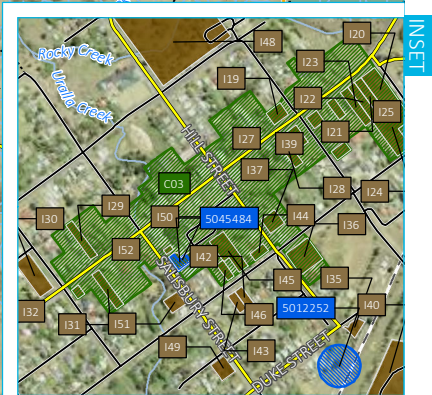 INSET
Rocky Creek
Uralla Creek
I48
I20
I23
I19
I22
I25
I21
I27
I39
HILL STREET
I37
C03
I28
I24
I29
I30
I50
5045484
I44
I36
I52
I42
I45
I35
5012252
I40
I32
I31
I51
I46
SALISBURY STREET
I49
I43
DUKE STREET